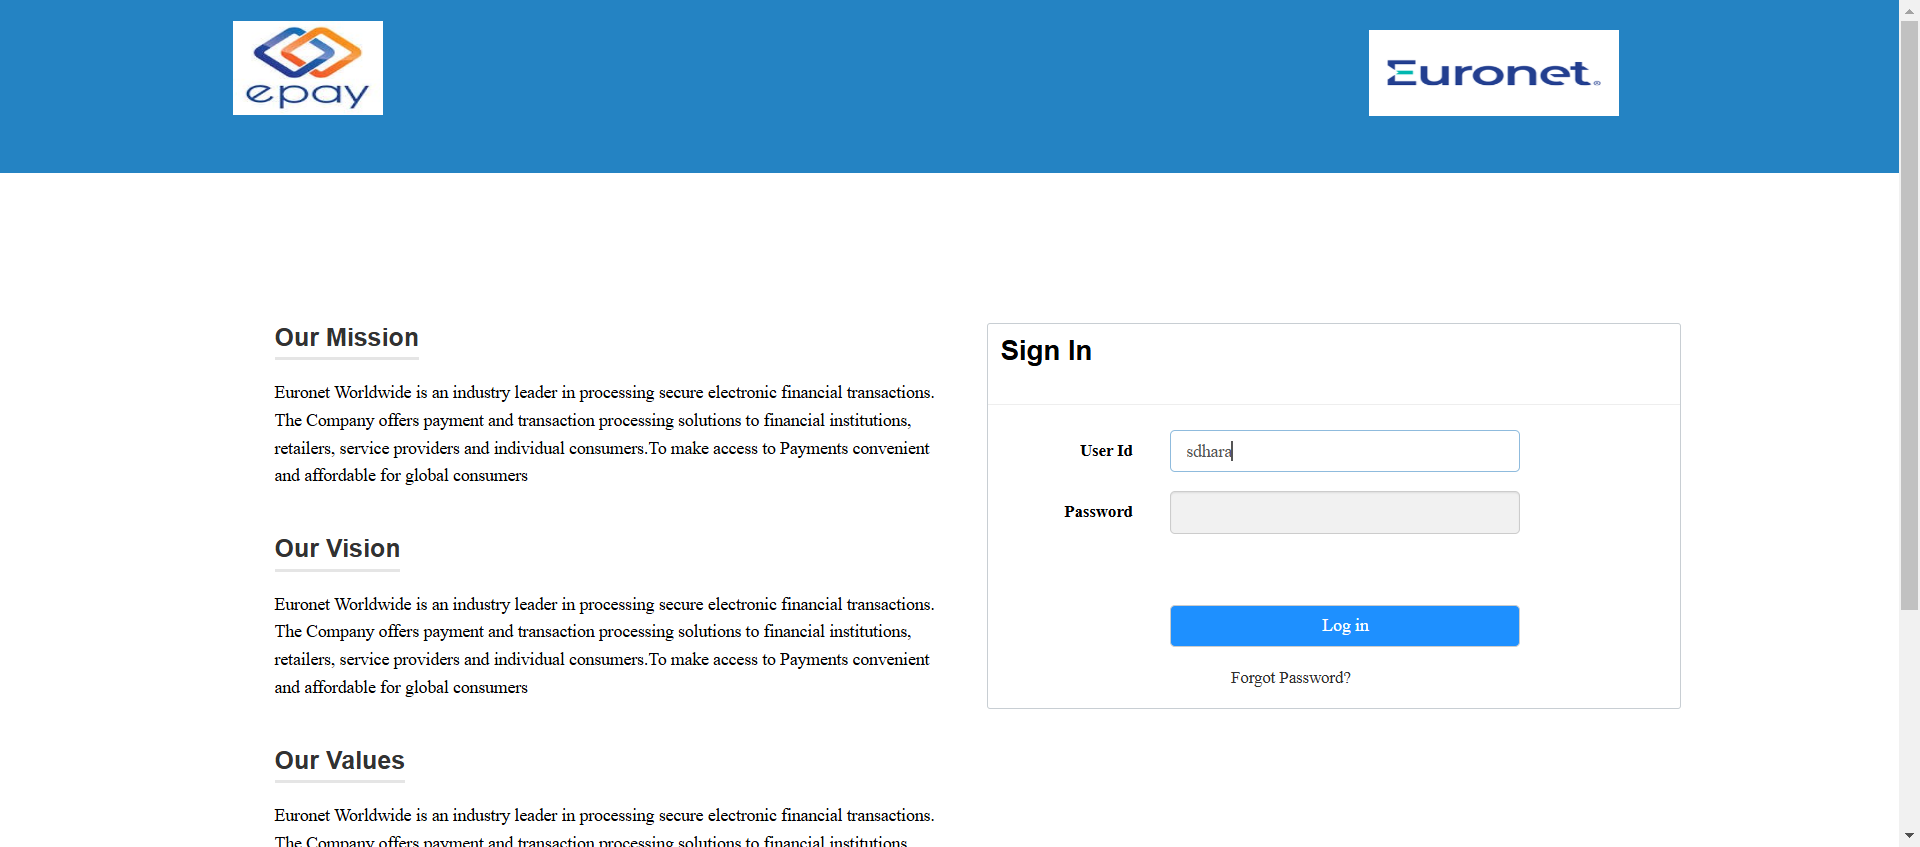 epay
Euronet®
Our Mission
Euronet Worldwide is an industry leader in processing secure electronic financial transactions.
The Company offers payment and transaction processing solutions to financial institutions,
retailers, service providers and individual consumers.To make access to Payments convenient
and affordable for global consumers
Our Vision
Euronet Worldwide is an industry leader in processing secure electronic financial transactions.
The Company offers payment and transaction processing solutions to financial institutions,
retailers, service providers and individual consumers.To make access to Payments convenient
and affordable for global consumers
Our Values
Euronet Worldwide is an industry leader in processing secure electronic financial transactions.
The Company offers payment and transaction processing solutions to financial institutions,
Sign In
User Id
sdhara
Password
Log in
Forgot Password?